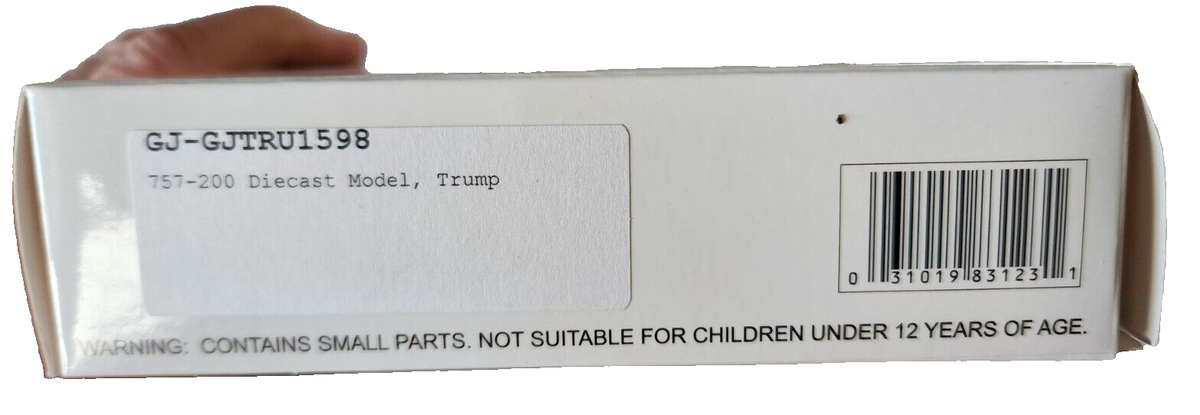 GJ-GJTRU1598
757-200 Diecast Model, Trump
0 31019 83123 1
WARNING: CONTAINS SMALL PARTS. NOT SUITABLE FOR CHILDREN UNDER 12 YEARS OF AGE.